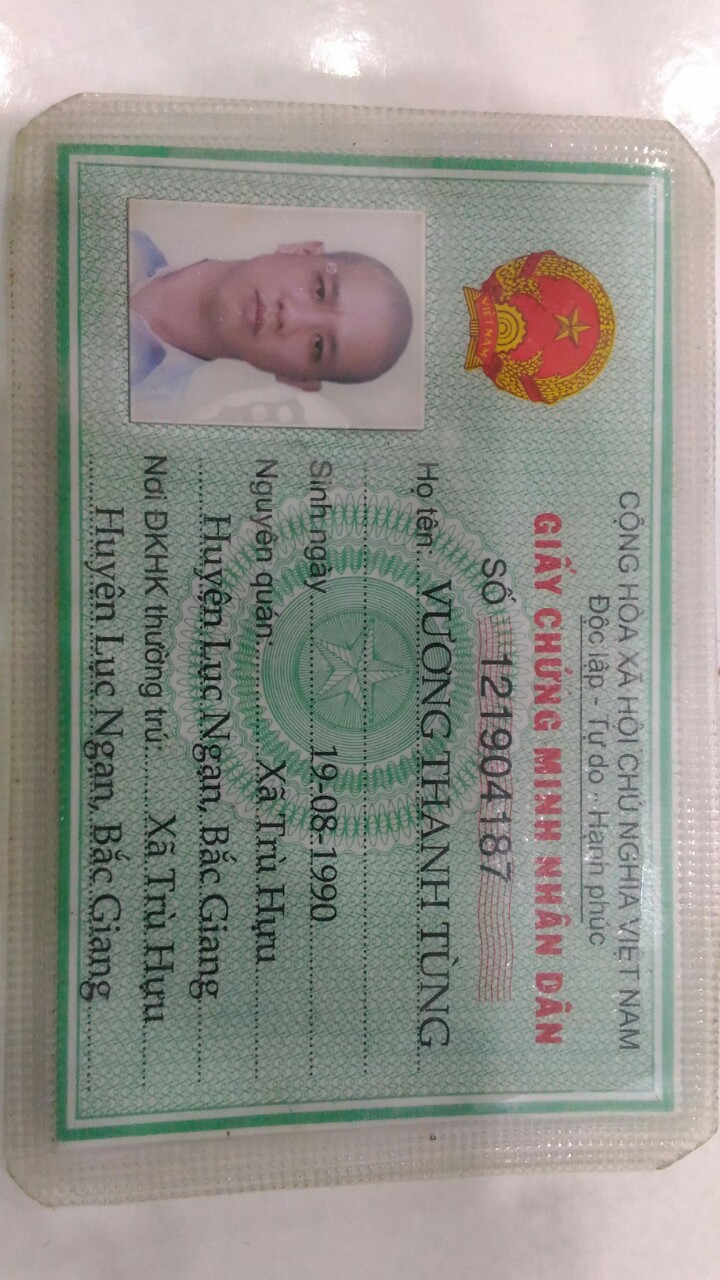 CỘNG HÒA XÃ HỘI CHỦ NGHĨA VIỆT NAM
Độc lập - Tự do - Hạnh phúc
GIẤY CHỨNG MINH NHÂN DÂN
SỐ 121904187
Họ tên: VƯƠNG THANH TÙNG
Sinh ngày 19-08-1990
Nguyên quán: Xã Trù Hựu
Huyện Lục Ngạn, Bắc Giang
Nơi ĐKHK thường trú: Xã Trù Hựu
Huyện Lục Ngạn, Bắc Giang
VIỆT NAM